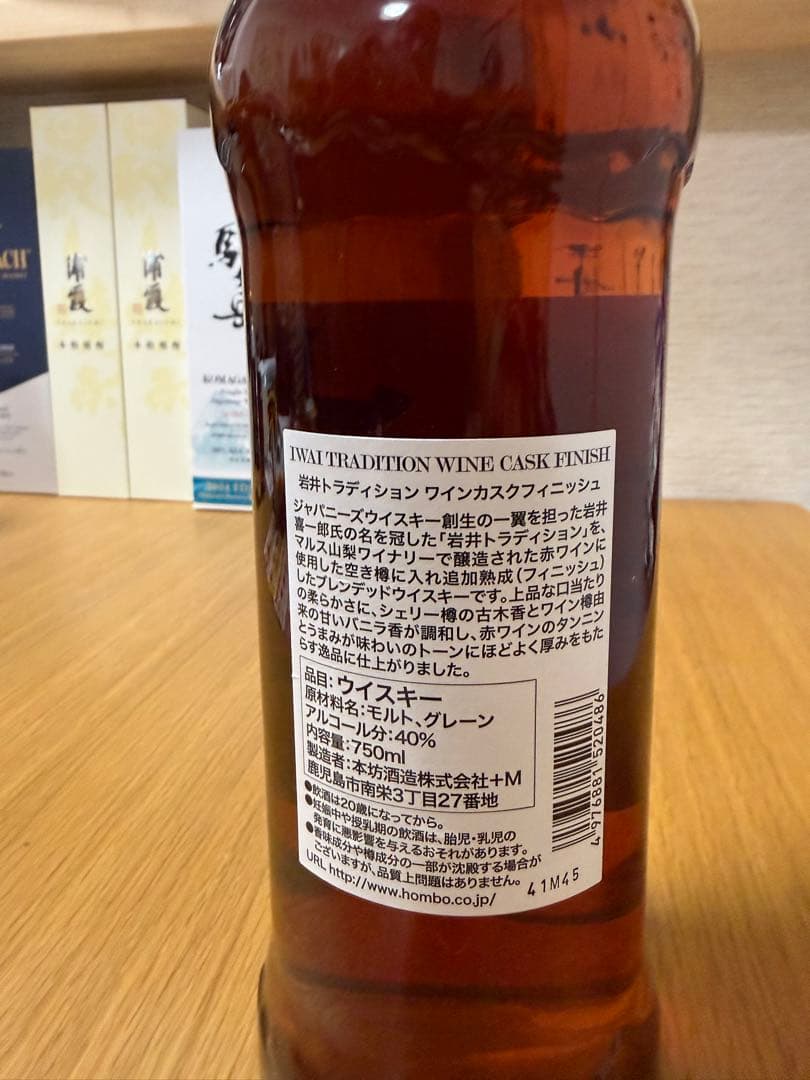 IWAI TRADITION WINE CASK FINISH
岩井トラディション ワインカスクフィニッシュ
ジャパニーズウイスキー創生の一翼を担った岩井
喜一郎氏の名を冠した「岩井トラディション」を、
マルス山梨ワイナリーで醸造された赤ワインに
使用した空き樽に入れ追加熟成(フィニッシュ)
したブレンデッドウイスキーです。上品な口当たり
の柔らかさに、シェリー樽の古木香とワイン樽由
来の甘いバニラ香が調和し、赤ワインのタンニン
とうまみが味わいのトーンにほどよく厚みをもた
らす逸品に仕上がりました。
品目:ウイスキー
原材料名:モルト、グレーン
アルコール分:40%
内容量:750ml
製造者:本坊酒造株式会社+M
鹿児島市南栄3丁目27番地
●飲酒は20歳になってから。
●妊娠中や授乳期の飲酒は、胎児・乳児の
発育に悪影響を与えるおそれがあります。
●香味成分や樽成分の一部が沈殿する場合が
ございますが、品質上問題はありません。
URL http://www.hombo.co.jp/
41M45
4 976881 520486
浦霞
浦霞
駒
KOMAGA